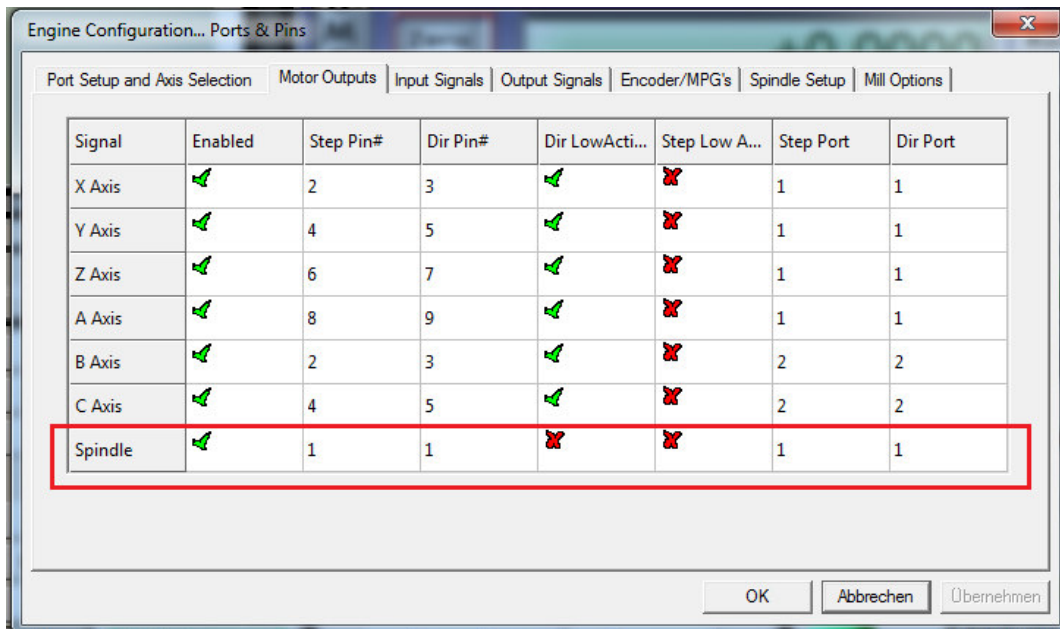 Engine Configuration... Ports & Pins
Port Setup and Axis Selection Motor Outputs Input Signals Output Signals Encoder/MPG's Spindle Setup Mill Options
Signal Enabled Step Pin# Dir Pin# Dir LowActi... Step Low A... Step Port Dir Port
X Axis 2 3 1 1
Y Axis 4 5 1 1
Z Axis 6 7 1 1
A Axis 8 9 1 1
B Axis 2 3 2 2
C Axis 4 5 2 2
Spindle 1 1 1 1
OK Abbrechen Übernehmen